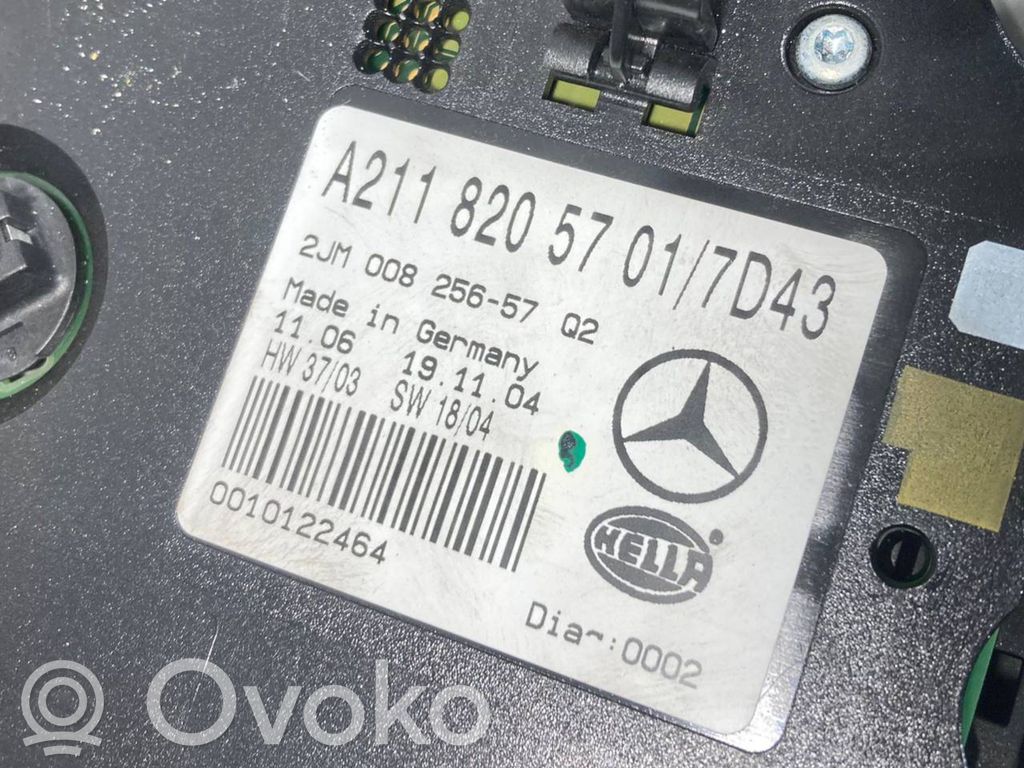 A211 820 57 01/7D43
2JM 008 256-57 Q2
Made in Germany
11.06 19.11.04
HW 37/03 SW 18/04
0010122464
HELLA®
Dia~:0002
Ovoko